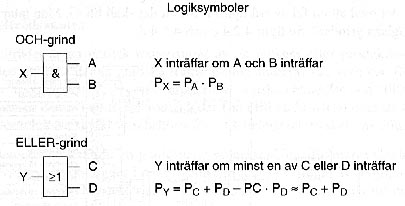 Logiksymboler
OCH-grind
X & A B
X inträffar om A och B inträffar
P_X = P_A · P_B
ELLER-grind
Y ≥1 C D
Y inträffar om minst en av C eller D inträffar
P_Y = P_C + P_D – PC · P_D ≈ P_C + P_D